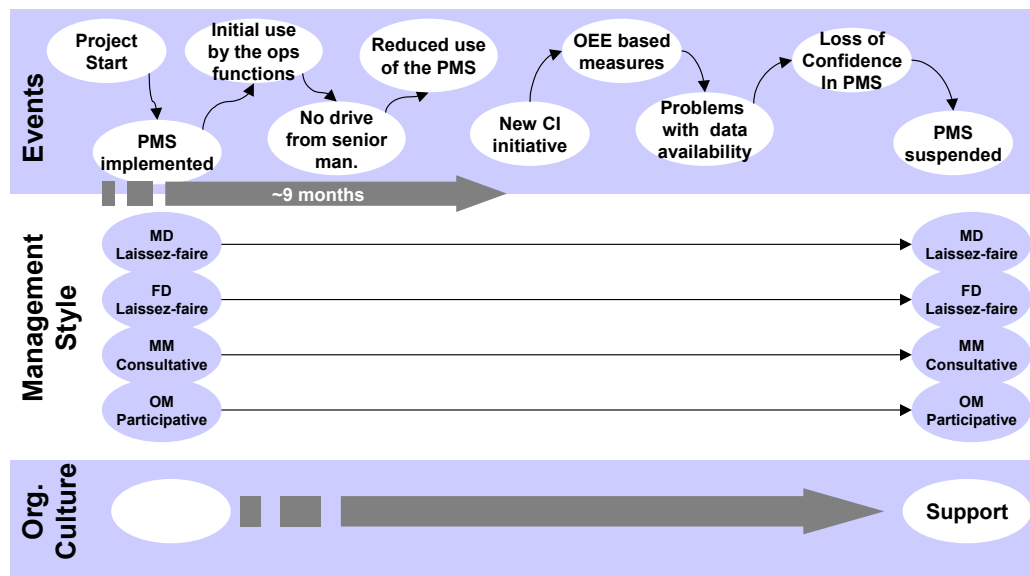 Events
Project
Start
PMS
implemented
Initial use
by the ops
functions
No drive
from senior
man.
Reduced use
of the PMS
New CI
initiative
OEE based
measures
Problems
with data
availability
Loss of
Confidence
In PMS
PMS
suspended
~9 months
Management
Style
MD
Laissez-faire
MD
Laissez-faire
FD
Laissez-faire
FD
Laissez-faire
MM
Consultative
MM
Consultative
OM
Participative
OM
Participative
Org.
Culture
Support